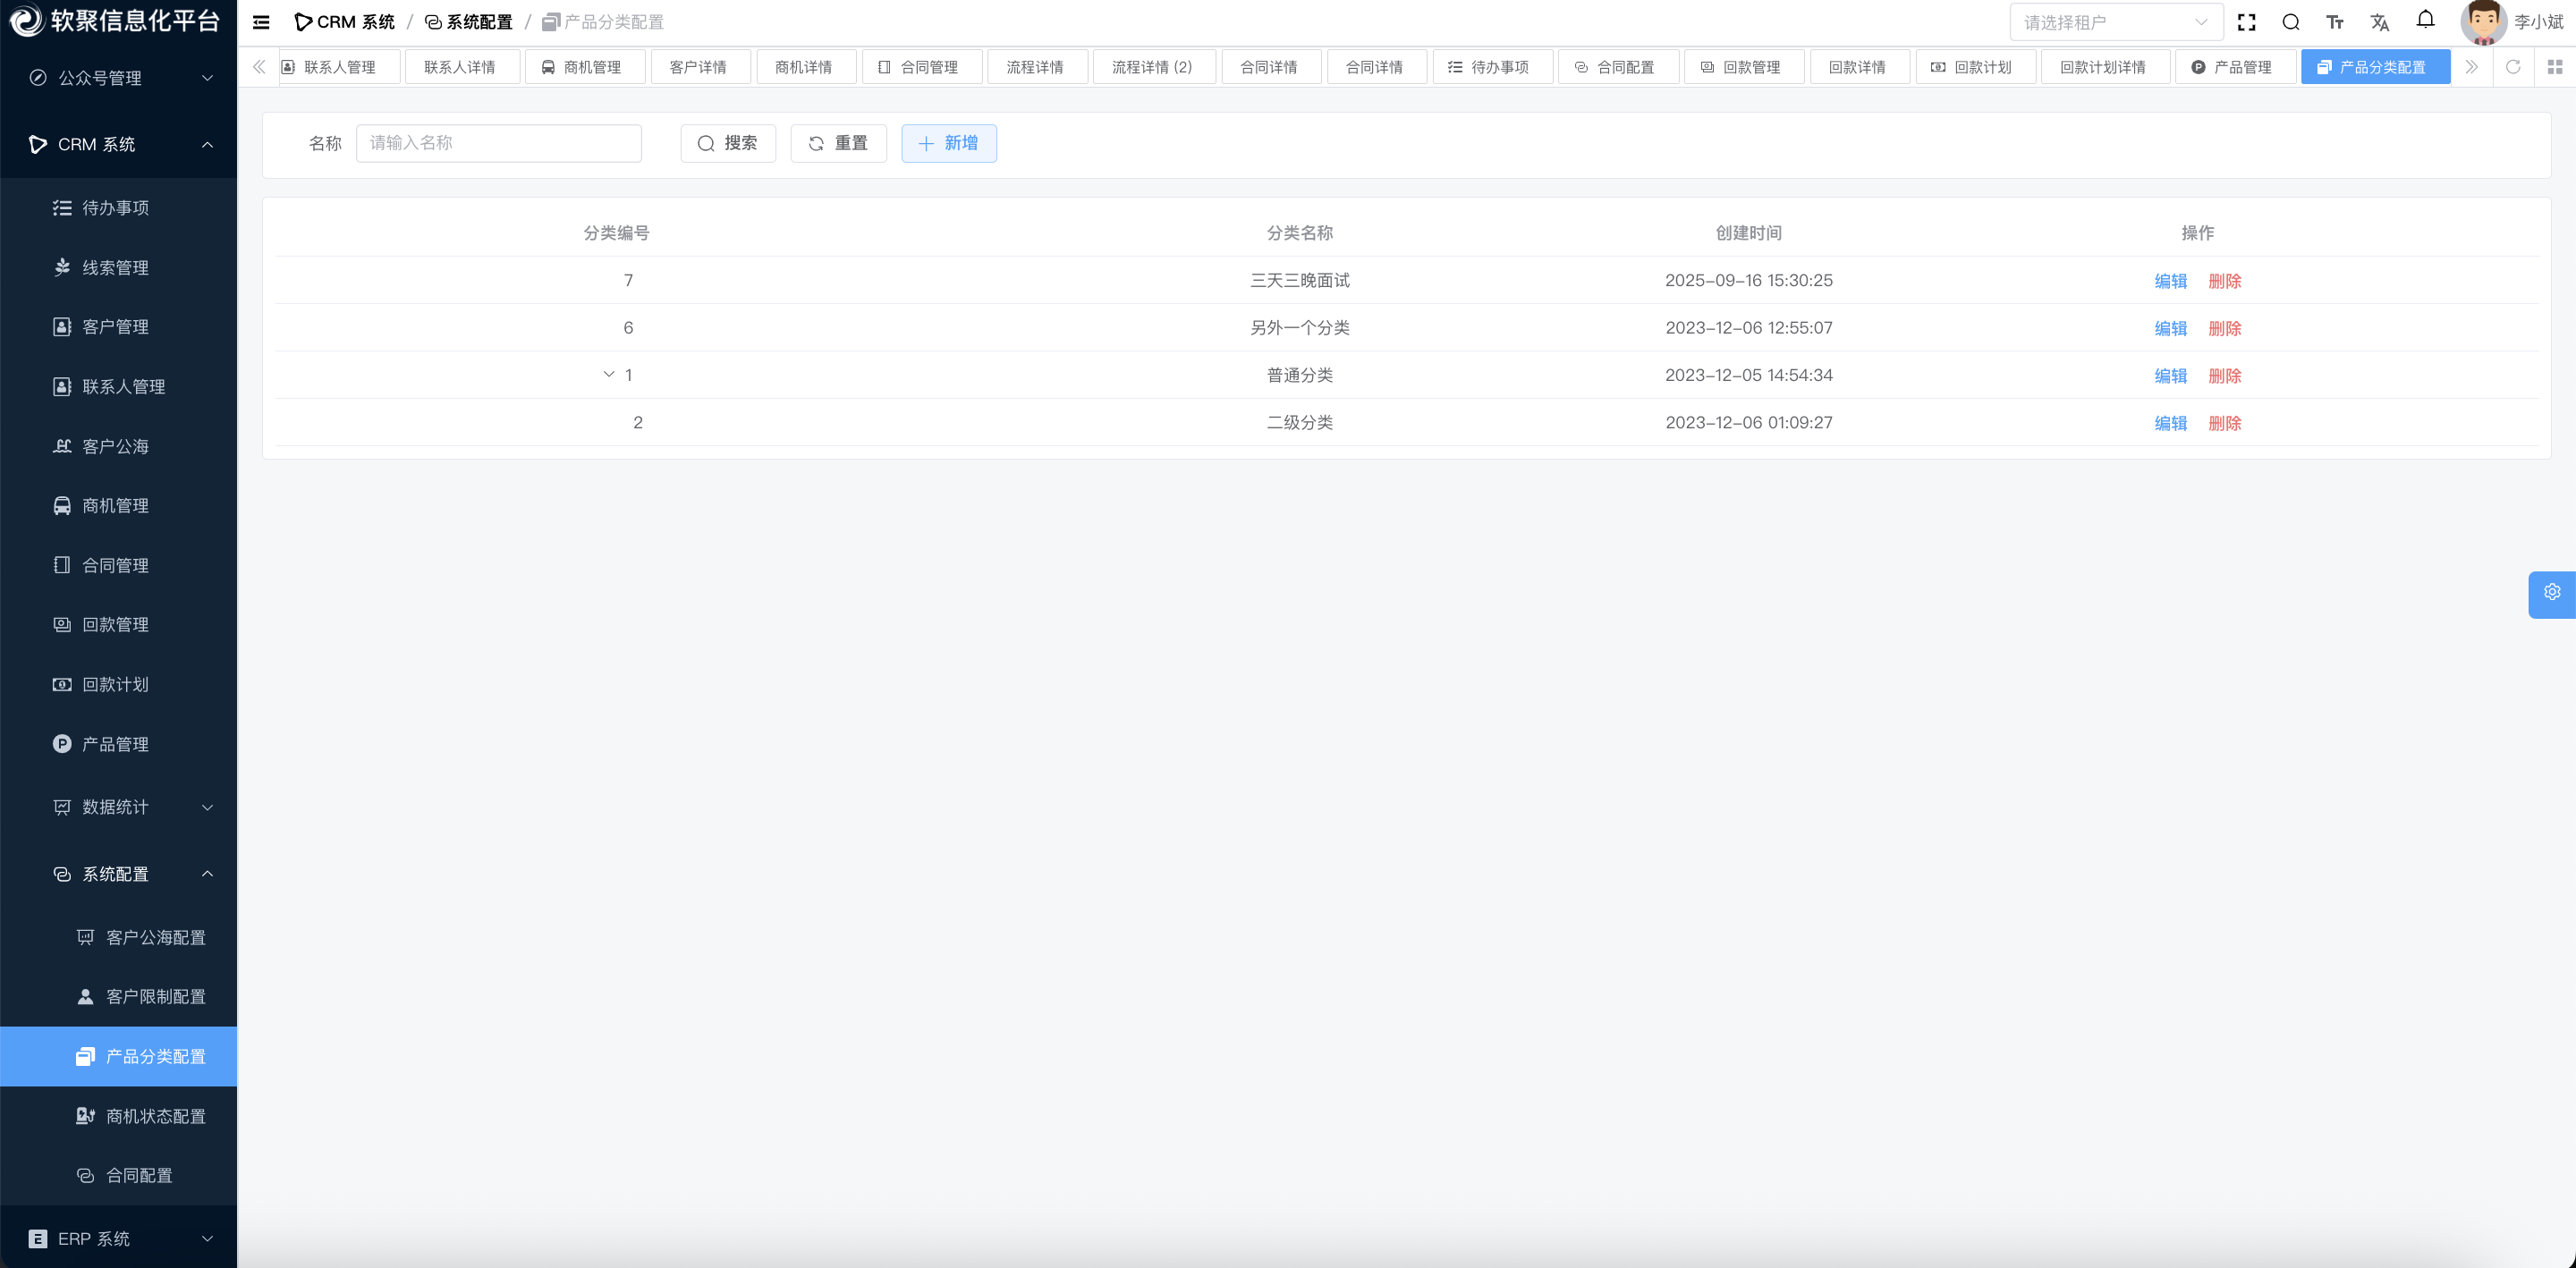 软聚信息化平台
公众号管理
CRM 系统
待办事项
线索管理
客户管理
联系人管理
客户公海
商机管理
合同管理
回款管理
回款计划
产品管理
数据统计
系统配置
客户公海配置
客户限制配置
产品分类配置
商机状态配置
合同配置
ERP 系统
CRM 系统 / 系统配置 / 产品分类配置
请选择租户
李小斌
联系人管理 联系人详情 商机管理 客户详情 商机详情 合同管理 流程详情 流程详情 (2) 合同详情 合同详情 待办事项 合同配置 回款管理 回款详情 回款计划 回款计划详情 产品管理 产品分类配置
名称 请输入名称 搜索 重置 新增
分类编号 分类名称 创建时间 操作
7 三天三晚面试 2025-09-16 15:30:25 编辑 删除
6 另外一个分类 2023-12-06 12:55:07 编辑 删除
1 普通分类 2023-12-05 14:54:34 编辑 删除
2 二级分类 2023-12-06 01:09:27 编辑 删除